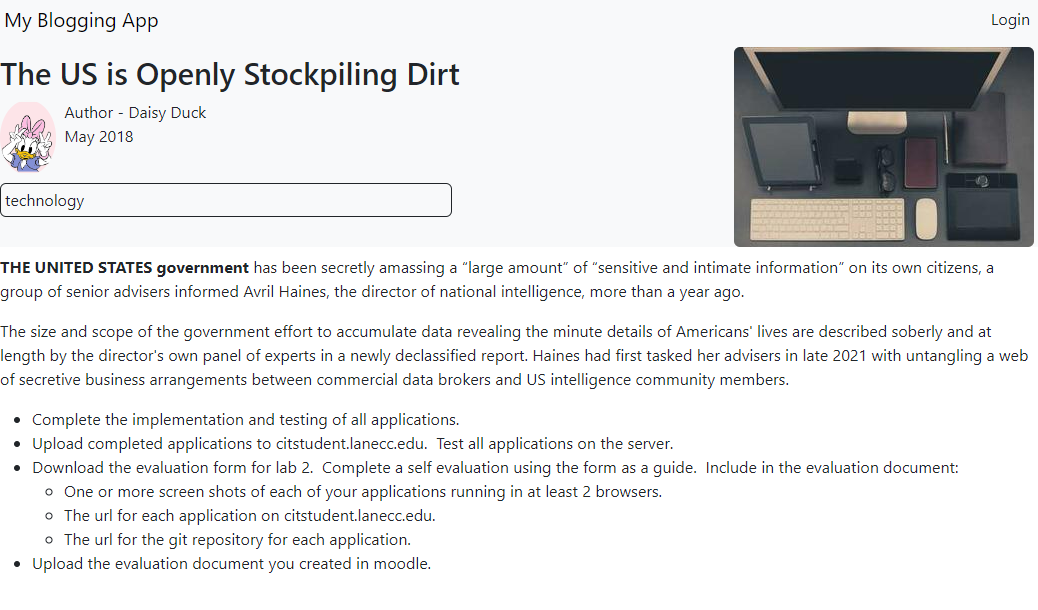 My Blogging App
Login
The US is Openly Stockpiling Dirt
Author - Daisy Duck
May 2018
technology
THE UNITED STATES government has been secretly amassing a “large amount” of “sensitive and intimate information” on its own citizens, a
group of senior advisers informed Avril Haines, the director of national intelligence, more than a year ago.
The size and scope of the government effort to accumulate data revealing the minute details of Americans' lives are described soberly and at
length by the director's own panel of experts in a newly declassified report. Haines had first tasked her advisers in late 2021 with untangling a web
of secretive business arrangements between commercial data brokers and US intelligence community members.
• Complete the implementation and testing of all applications.
• Upload completed applications to citstudent.lanecc.edu.  Test all applications on the server.
• Download the evaluation form for lab 2.  Complete a self evaluation using the form as a guide.  Include in the evaluation document:
◦ One or more screen shots of each of your applications running in at least 2 browsers.
◦ The url for each application on citstudent.lanecc.edu.
◦ The url for the git repository for each application.
• Upload the evaluation document you created in moodle.